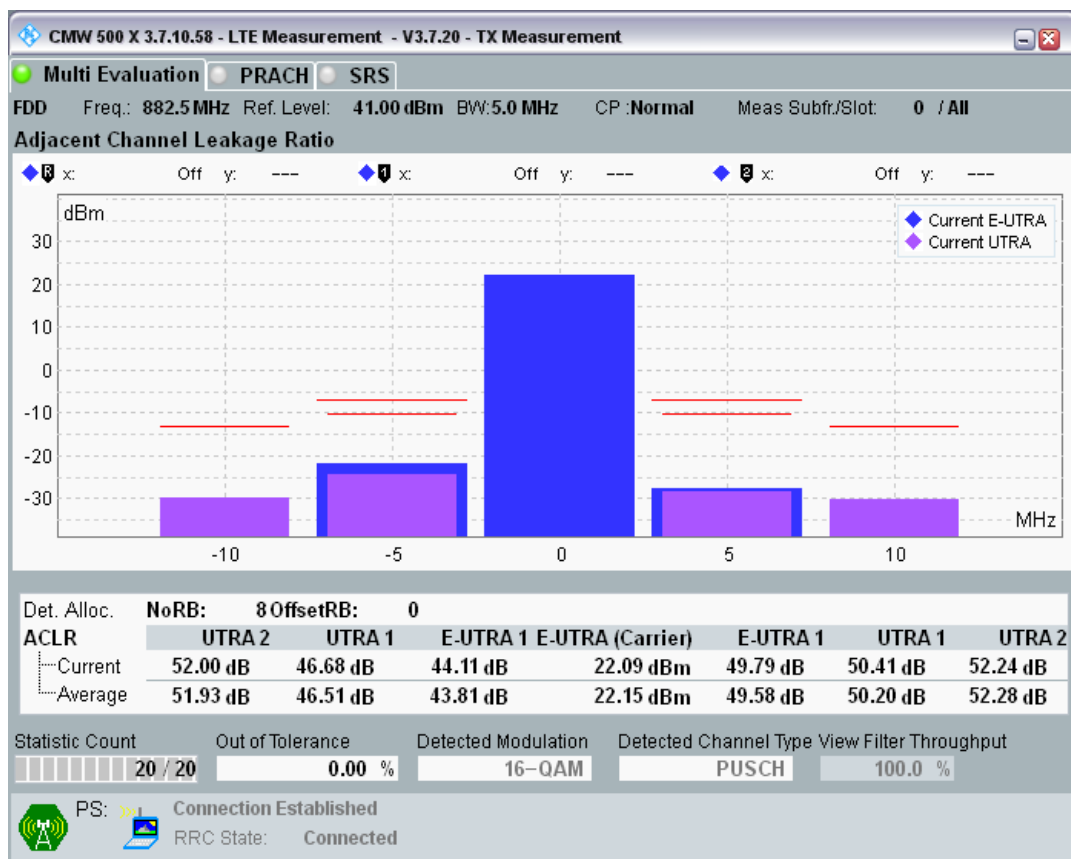 CMW 500 X 3.7.10.58 - LTE Measurement - V3.7.20 - TX Measurement
Multi Evaluation PRACH SRS
FDD Freq.: 882.5 MHz Ref. Level: 41.00 dBm BW:5.0 MHz CP :Normal Meas Subfr./Slot: 0 / All
Adjacent Channel Leakage Ratio
R x: Off y: --- 1 x: Off y: --- 2 x: Off y: ---
dBm
Current E-UTRA
Current UTRA
30
20
10
0
-10
-20
-30
MHz
-10 -5 0 5 10
Det. Alloc. NoRB: 8 OffsetRB: 0
ACLR UTRA 2 UTRA 1 E-UTRA 1 E-UTRA (Carrier) E-UTRA 1 UTRA 1 UTRA 2
Current 52.00 dB 46.68 dB 44.11 dB 22.09 dBm 49.79 dB 50.41 dB 52.24 dB
Average 51.93 dB 46.51 dB 43.81 dB 22.15 dBm 49.58 dB 50.20 dB 52.28 dB
Statistic Count Out of Tolerance Detected Modulation Detected Channel Type View Filter Throughput
20 / 20 0.00 % 16-QAM PUSCH 100.0 %
PS: Connection Established
RRC State: Connected